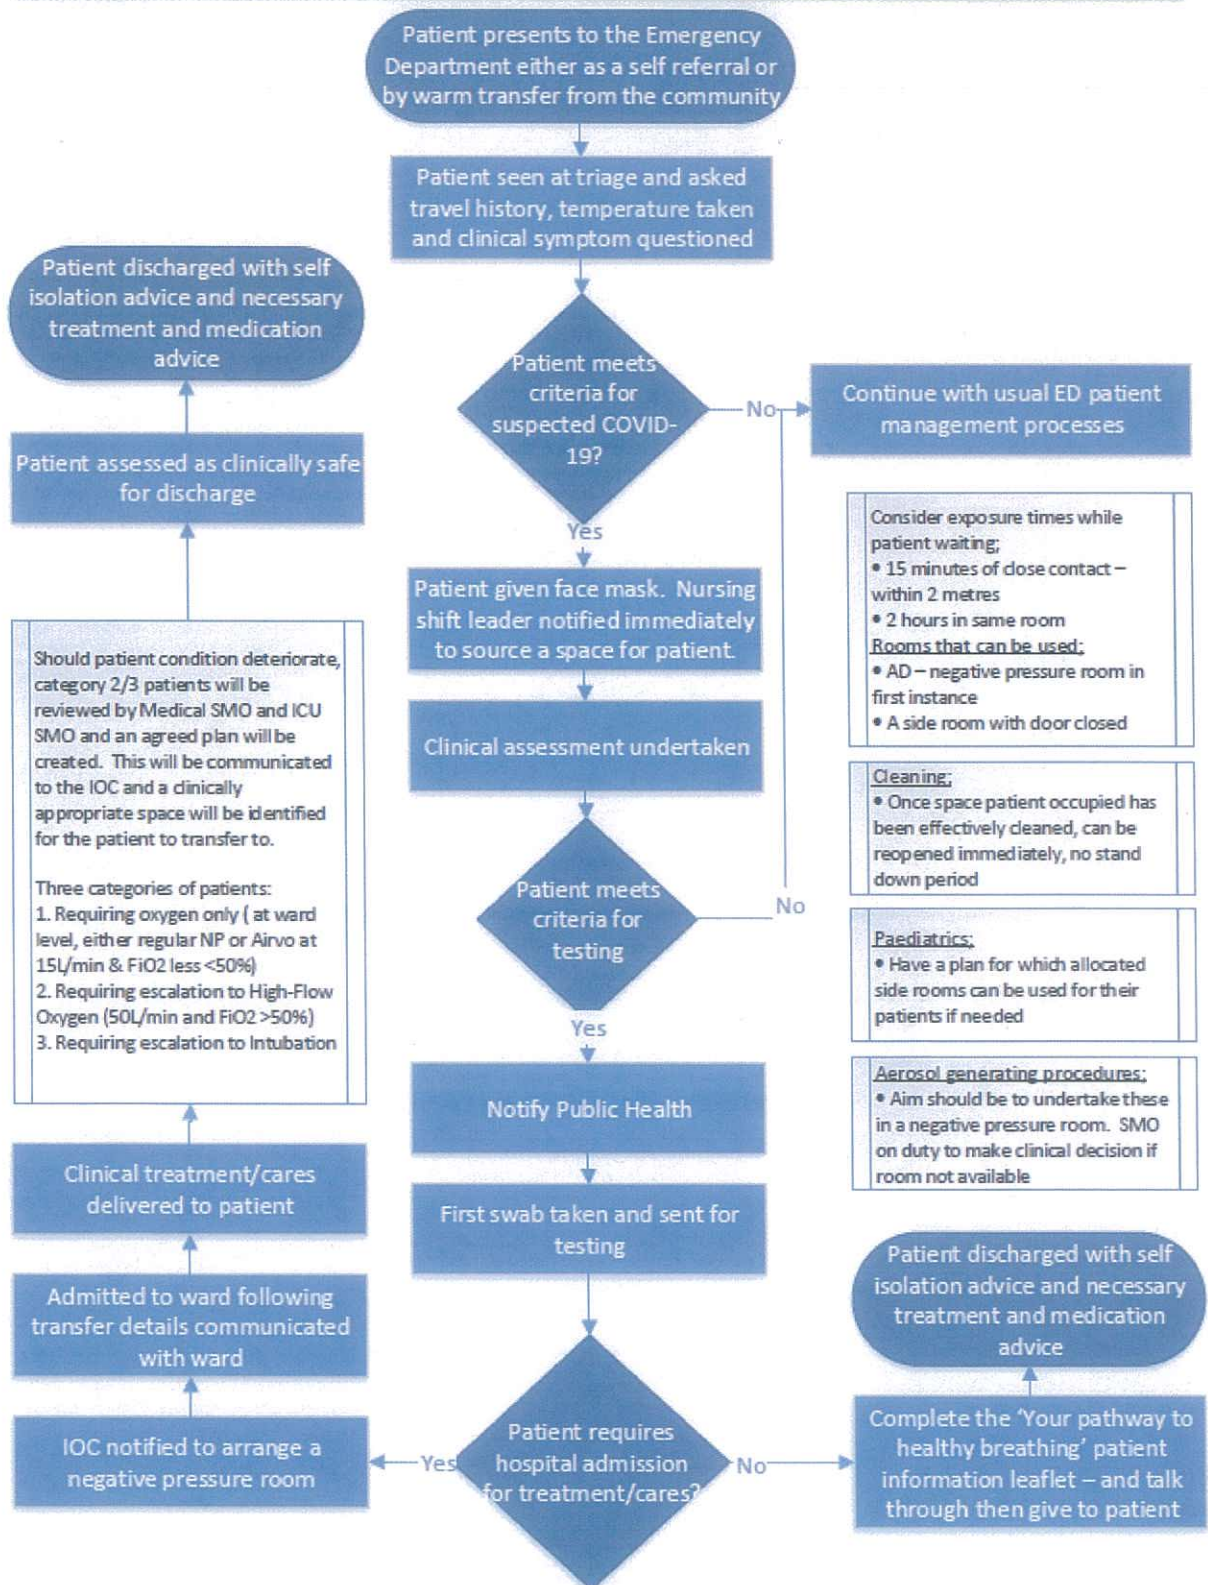 Patient presents to the Emergency
Department either as a self referral or
by warm transfer from the community
Patient seen at triage and asked
travel history, temperature taken
and clinical symptom questioned
Patient meets
criteria for
suspected COVID-
19?
No
Continue with usual ED patient
management processes
Yes
Patient given face mask.  Nursing
shift leader notified immediately
to source a space for patient.
Clinical assessment undertaken
Patient meets
criteria for
testing
No
Yes
Notify Public Health
First swab taken and sent for
testing
Patient requires
hospital admission
for treatment/cares?
Yes
IOC notified to arrange a
negative pressure room
Admitted to ward following
transfer details communicated
with ward
Clinical treatment/cares
delivered to patient
Should patient condition deteriorate,
category 2/3 patients will be
reviewed by Medical SMO and ICU
SMO and an agreed plan will be
created.  This will be communicated
to the IOC and a clinically
appropriate space will be identified
for the patient to transfer to.
Three categories of patients:
1. Requiring oxygen only ( at ward
level, either regular NP or Airvo at
15L/min & FiO2 less <50%)
2. Requiring escalation to High-Flow
Oxygen (50L/min and FiO2 >50%)
3. Requiring escalation to Intubation
Patient assessed as clinically safe
for discharge
Patient discharged with self
isolation advice and necessary
treatment and medication
advice
No
Complete the 'Your pathway to
healthy breathing' patient
information leaflet – and talk
through then give to patient
Patient discharged with self
isolation advice and necessary
treatment and medication
advice
Consider exposure times while
patient waiting;
• 15 minutes of close contact –
within 2 metres
• 2 hours in same room
Rooms that can be used;
• AD – negative pressure room in
first instance
• A side room with door closed
Cleaning;
• Once space patient occupied has
been effectively cleaned, can be
reopened immediately, no stand
down period
Paediatrics;
• Have a plan for which allocated
side rooms can be used for their
patients if needed
Aerosol generating procedures;
• Aim should be to undertake these
in a negative pressure room.  SMO
on duty to make clinical decision if
room not available